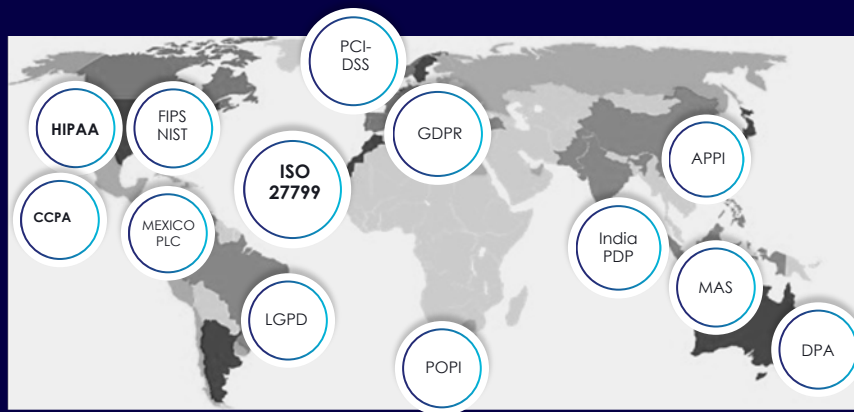 PCI-
DSS
HIPAA
FIPS
NIST
GDPR
APPI
ISO
27799
CCPA
MEXICO
PLC
India
PDP
MAS
LGPD
DPA
POPI